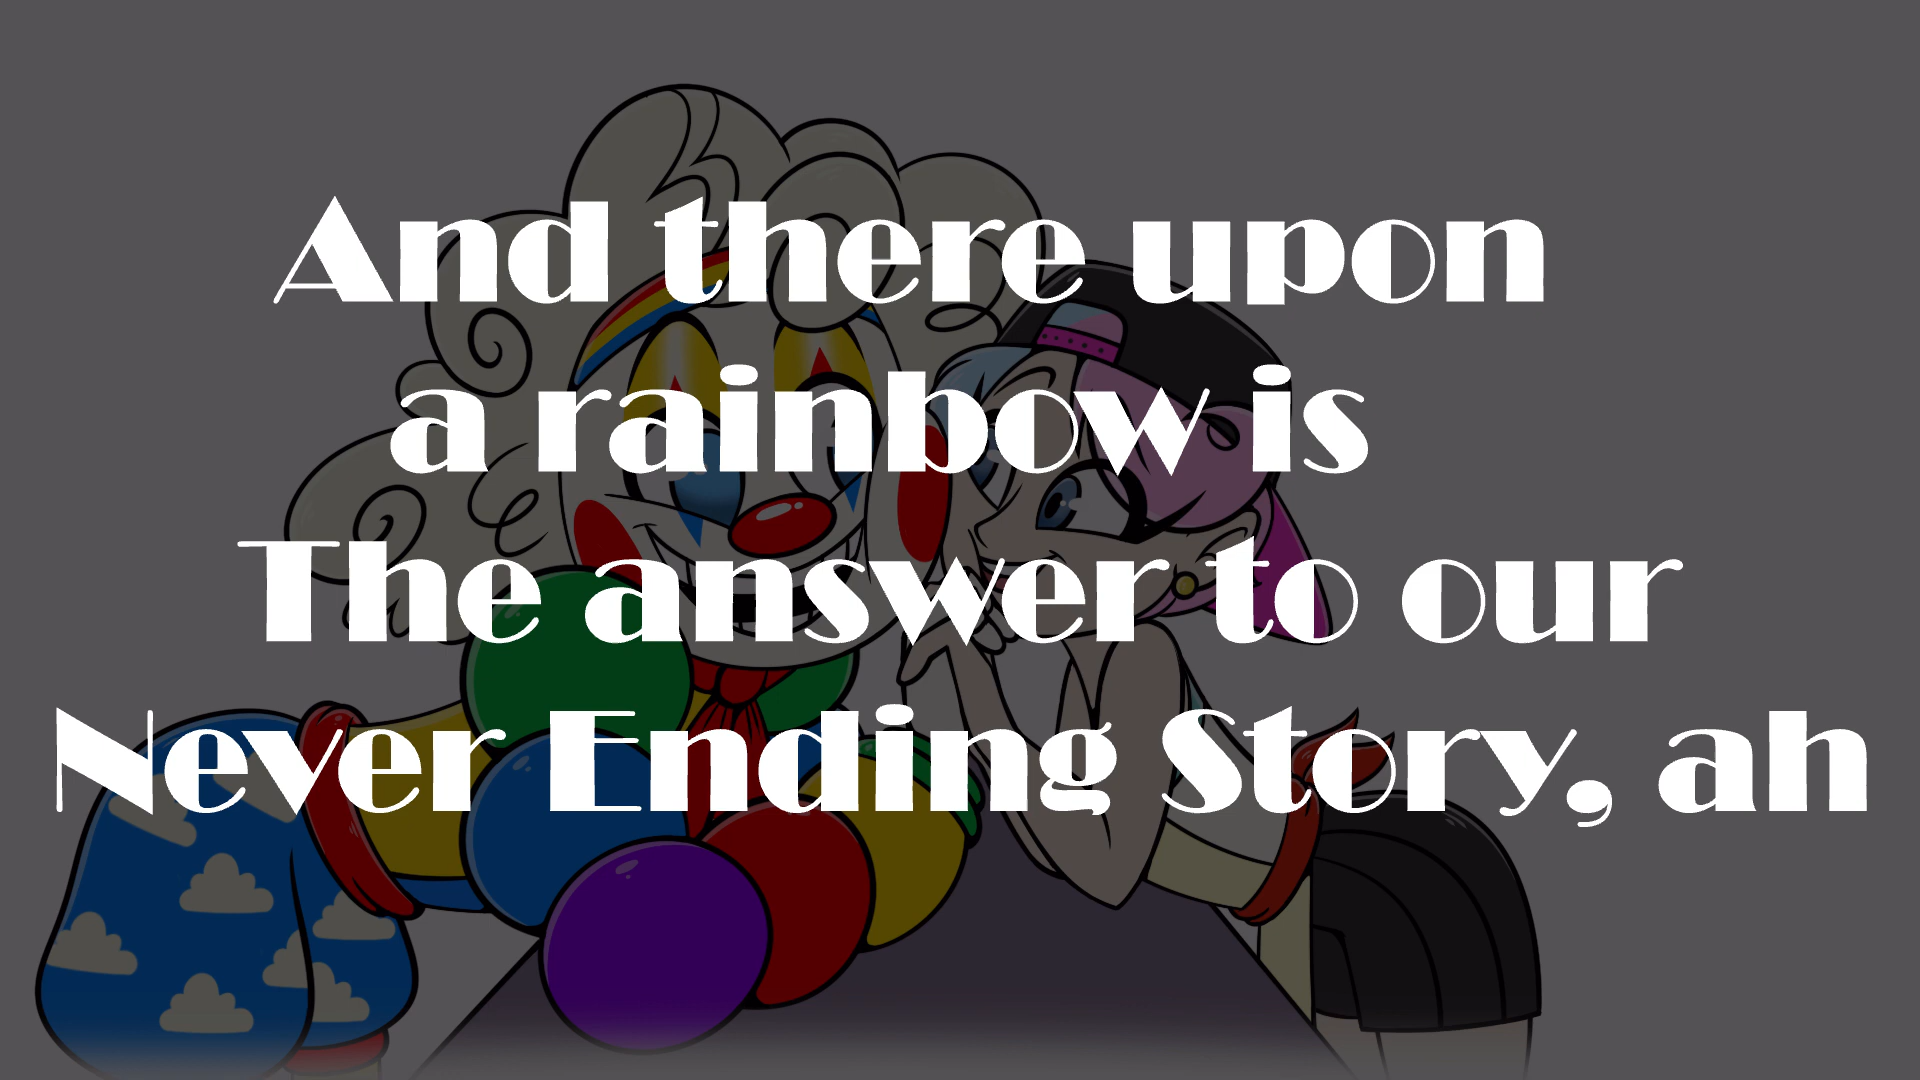 And there upon
a rainbow is
The answer to our
Never Ending Story, ah